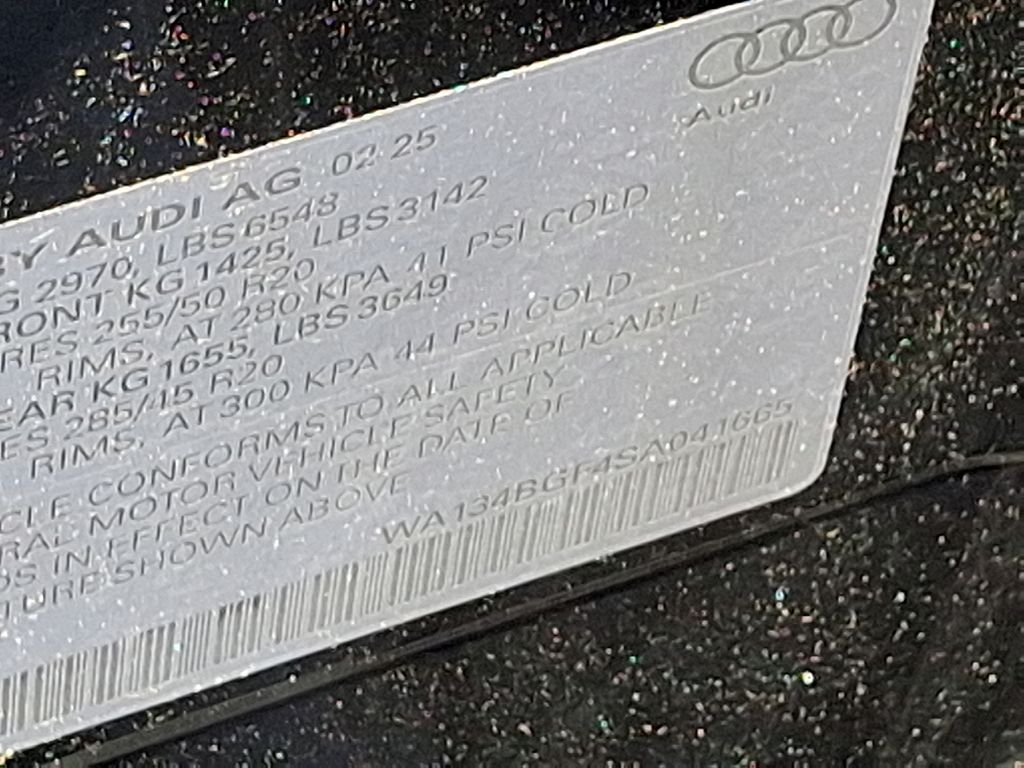 Audi
BY AUDI AG 02 25
G 2970, LBS 6548
RONT KG 1425, LBS 3142
RES 255/50 R20
RIMS, AT 280 KPA 41 PSI COLD
EAR KG 1655, LBS 3649
ES 285/45 R20
RIMS, AT 300 KPA 44 PSI COLD
CLE CONFORMS TO ALL APPLICABLE
RAL MOTOR VEHICLE SAFETY
DS IN EFFECT ON THE DATE OF
TURE SHOWN ABOVE
WA134BGF4SA041665